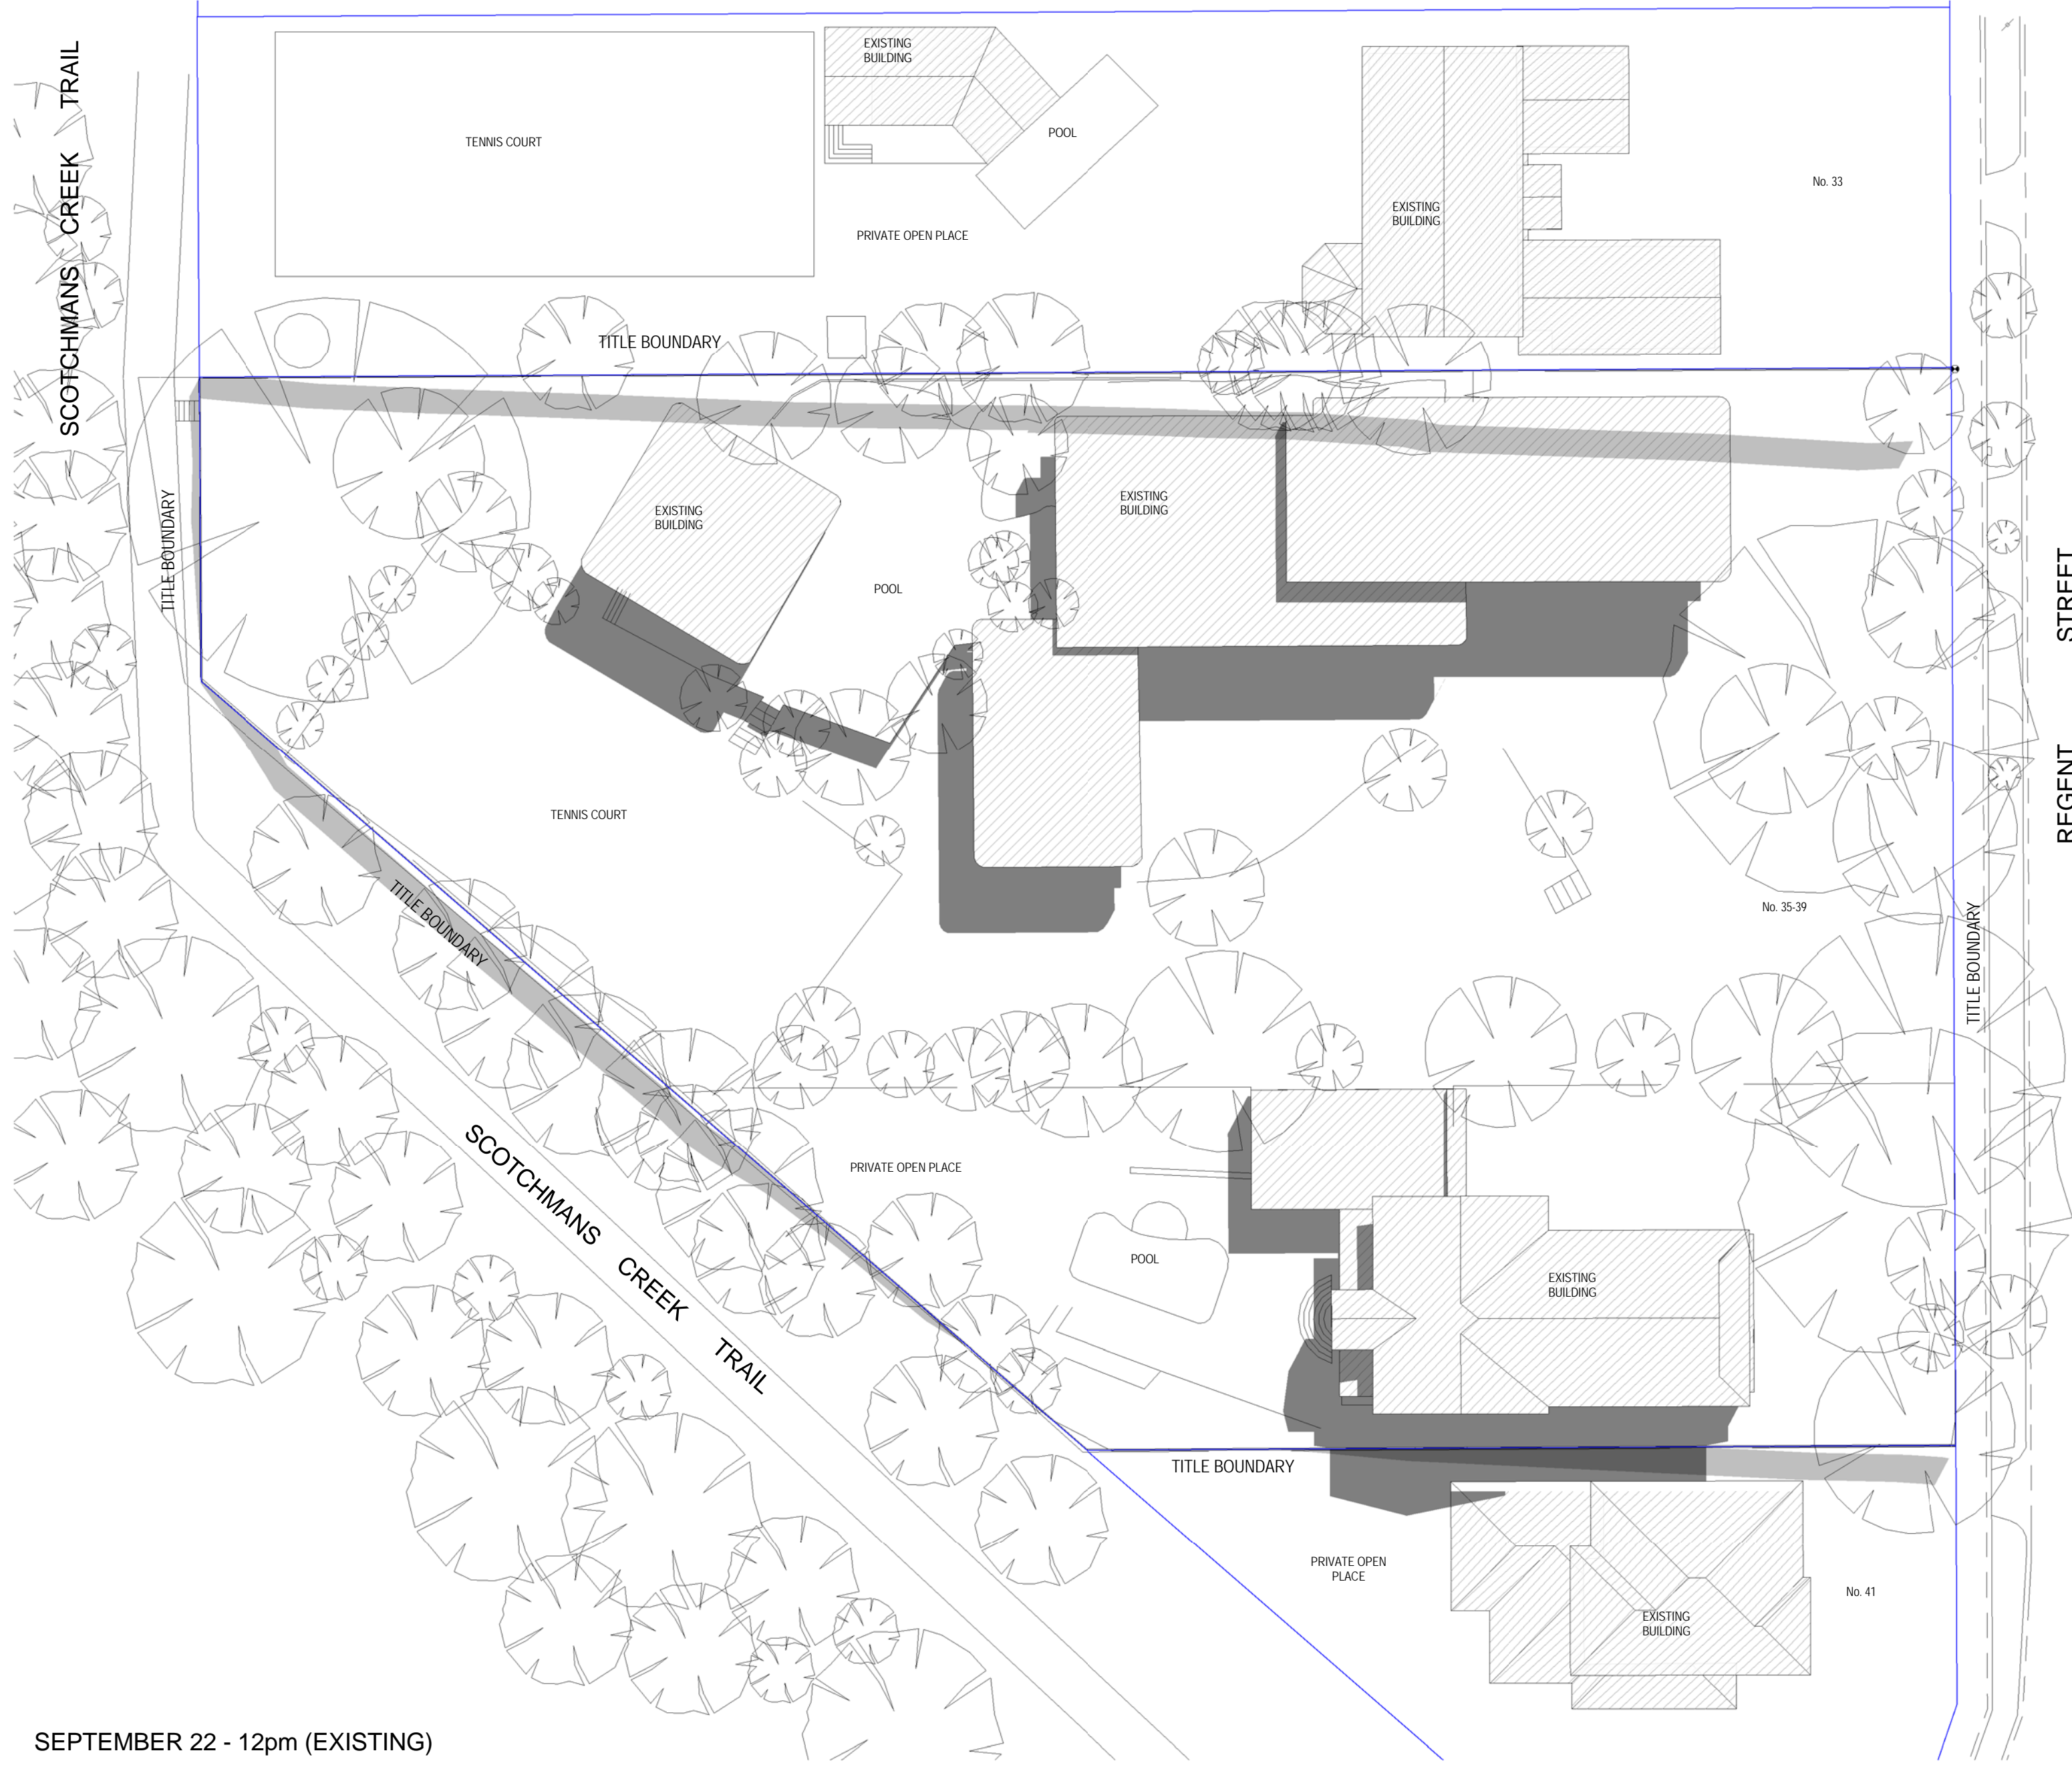 SCOTCHMANS CREEK TRAIL
EXISTING
BUILDING
TENNIS COURT
POOL
No. 33
EXISTING
BUILDING
PRIVATE OPEN PLACE
TITLE BOUNDARY
TITLE BOUNDARY
EXISTING
BUILDING
EXISTING
BUILDING
POOL
REGENT STREET
TENNIS COURT
TITLE BOUNDARY
No. 35-39
TITLE BOUNDARY
SCOTCHMANS CREEK TRAIL
PRIVATE OPEN PLACE
POOL
EXISTING
BUILDING
TITLE BOUNDARY
PRIVATE OPEN
PLACE
No. 41
EXISTING
BUILDING
SEPTEMBER 22 - 12pm (EXISTING)